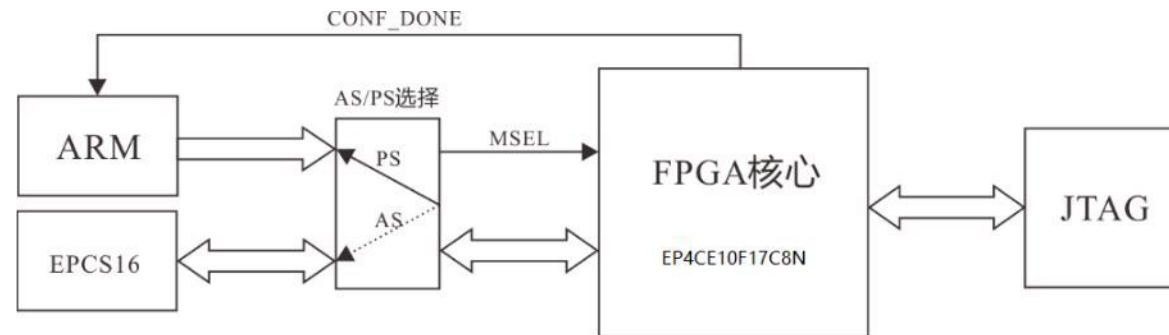 CONF_DONE
AS/PS选择
ARM
PS
MSEL
FPGA核心
JTAG
AS
EPCS16
EP4CE10F17C8N